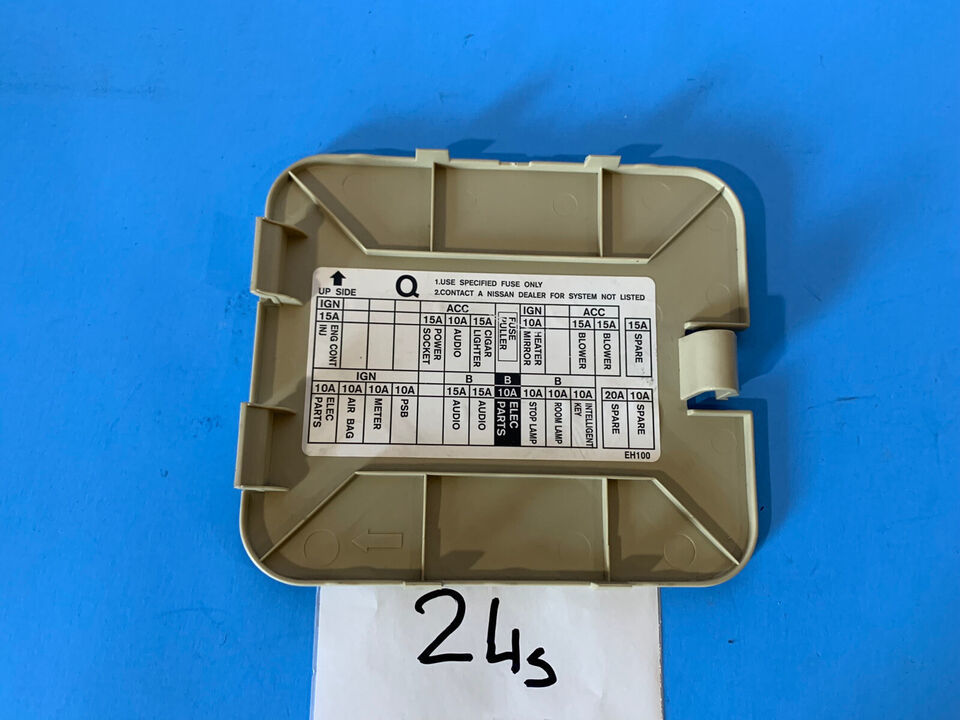 UP SIDE
Q
1.USE SPECIFIED FUSE ONLY
2.CONTACT A NISSAN DEALER FOR SYSTEM NOT LISTED
IGN ACC IGN ACC
15A 15A 10A 15A FUSE PULLER 10A 15A 15A 15A
ENG CONT INJ POWER SOCKET AUDIO CIGAR LIGHTER HEATER MIRROR BLOWER BLOWER SPARE
IGN B B B
10A 10A 10A 10A 15A 15A 10A 10A 10A 10A 20A 10A
ELEC PARTS AIR BAG METER PSB AUDIO AUDIO ELEC PARTS STOP LAMP ROOM LAMP INTELLIGENT KEY SPARE SPARE
EH100
24s